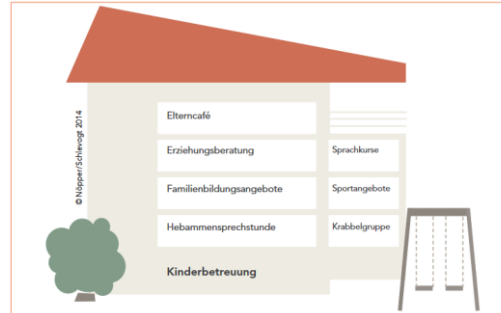 Elterncafé
Erziehungsberatung
Sprachkurse
Familienbildungsangebote
Sportangebote
Hebammensprechstunde
Krabbelgruppe
Kinderbetreuung
© Nöpper/Schlevogt 2014